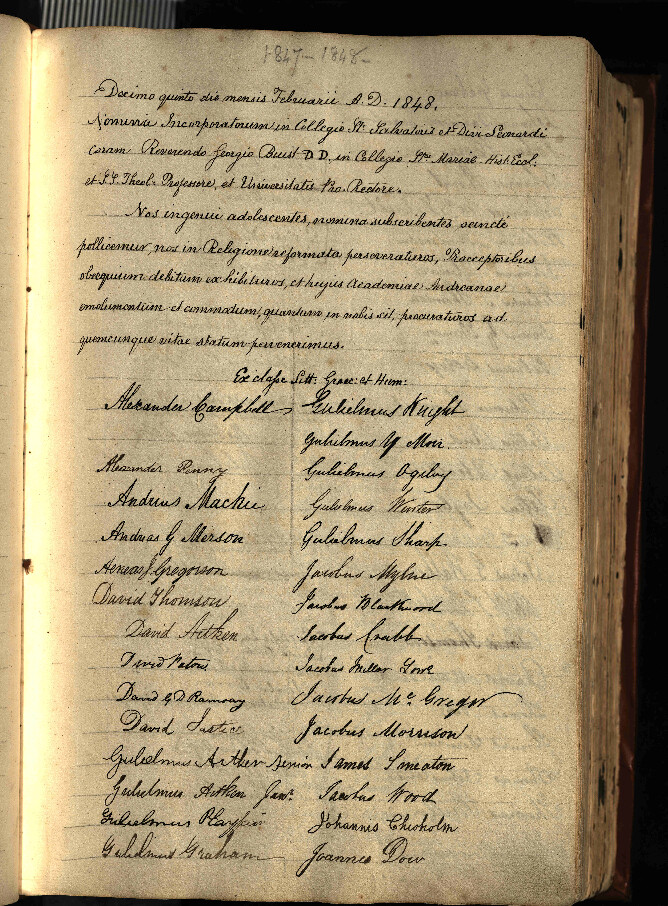 1847 - 1848 -
Decimo quinto die mensis Februarii A.D. 1848.
Nomina Incorporatorum in Collegio Sti Salvatoris et Divi Leonardi
coram Reverendo Georgio Buist D D. in Collegio Stae Mariae Hist: Eccl:
et S.S. Theol: Professore, et Universitatis Pro. Rectore.
Nos ingenui adolescentes, nomina subscribentes, sancte
pollicemur, nos in Religione reformata perseveraturos, Praeceptoribus
obsequium debitum exhibituros, et hujus Academiae Andreanae
emolumentum et commodum, quantum in nobis sit, procuraturos ad
quemcunque vitae statum pervenerimus.
Ex classe Litt: Graec: et Hum:
Alexander Campbell
Alexander Penny
Andreas Mackie
Andreas G Merson
Aeneas J. Gregorson
David Thomson
David Aitken
David
David G D Ramsay
David Justice
Gulielmus Aitken Senior
Gulielmus Aitken Junr.
Gulielmus Playfair
Gulielmus Graham
Gulielmus Knight
Gulielmus Y Moir
Gulielmus Ogilvy
Gulielmus Winter
Gulielmus Sharp
Jacobus Mylne
Jacobus Blackwood
Jacobus Crabb
Jacobus Millar
Jacobus Mc Gregor
Jacobus Morrison
James Smeaton
Jacobus Wood
Johannes Chisholm
Joannes Dow